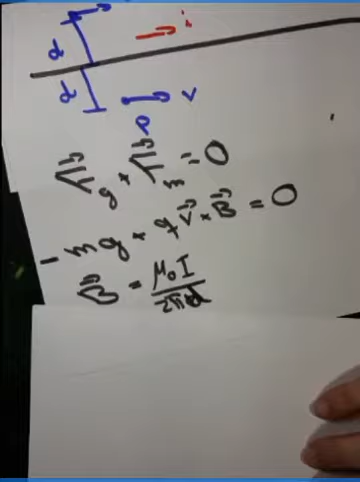 i
d
d
v
F⃗g + F⃗m = 0
- mg + qv⃗×B⃗ = 0
B⃗ = μ₀I / 2πd